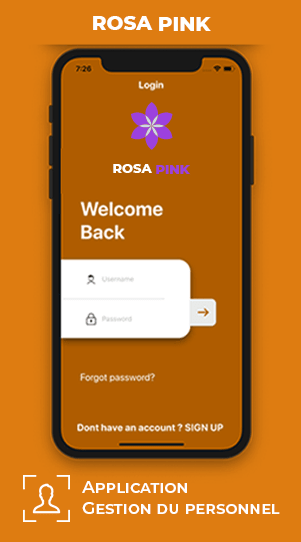 ROSA PINK
7:26
Login
ROSA PINK
Welcome
Back
Username
Password
Forgot password?
Dont have an account ? SIGN UP
APPLICATION
GESTION DU PERSONNEL